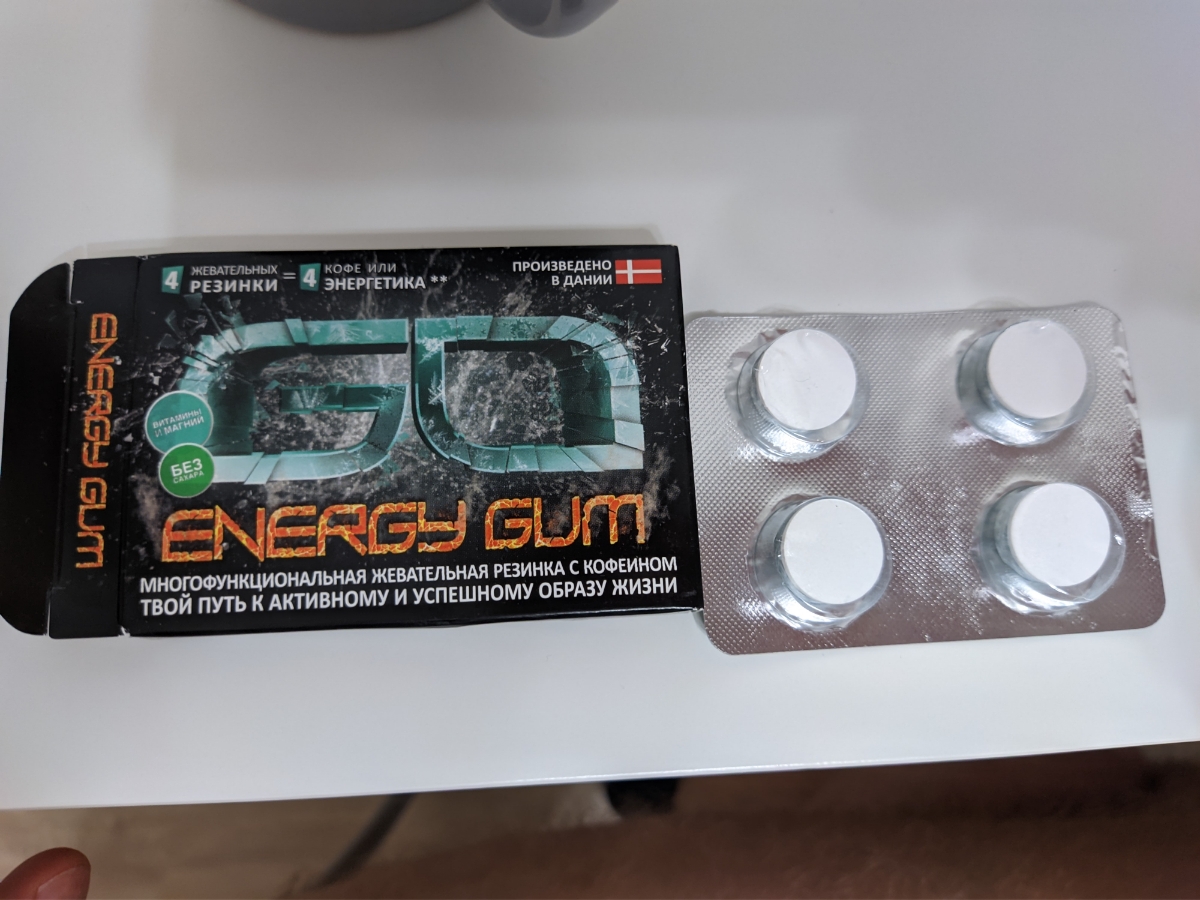 4 ЖЕВАТЕЛЬНЫХ РЕЗИНКИ = 4 КОФЕ ИЛИ ЭНЕРГЕТИКА **
ПРОИЗВЕДЕНО
В ДАНИИ
GO
ВИТАМИНЫ
И МАГНИЙ
БЕЗ
САХАРА
ENERGY GUM
МНОГОФУНКЦИОНАЛЬНАЯ ЖЕВАТЕЛЬНАЯ РЕЗИНКА С КОФЕИНОМ
ТВОЙ ПУТЬ К АКТИВНОМУ И УСПЕШНОМУ ОБРАЗУ ЖИЗНИ
ENERGY GUM